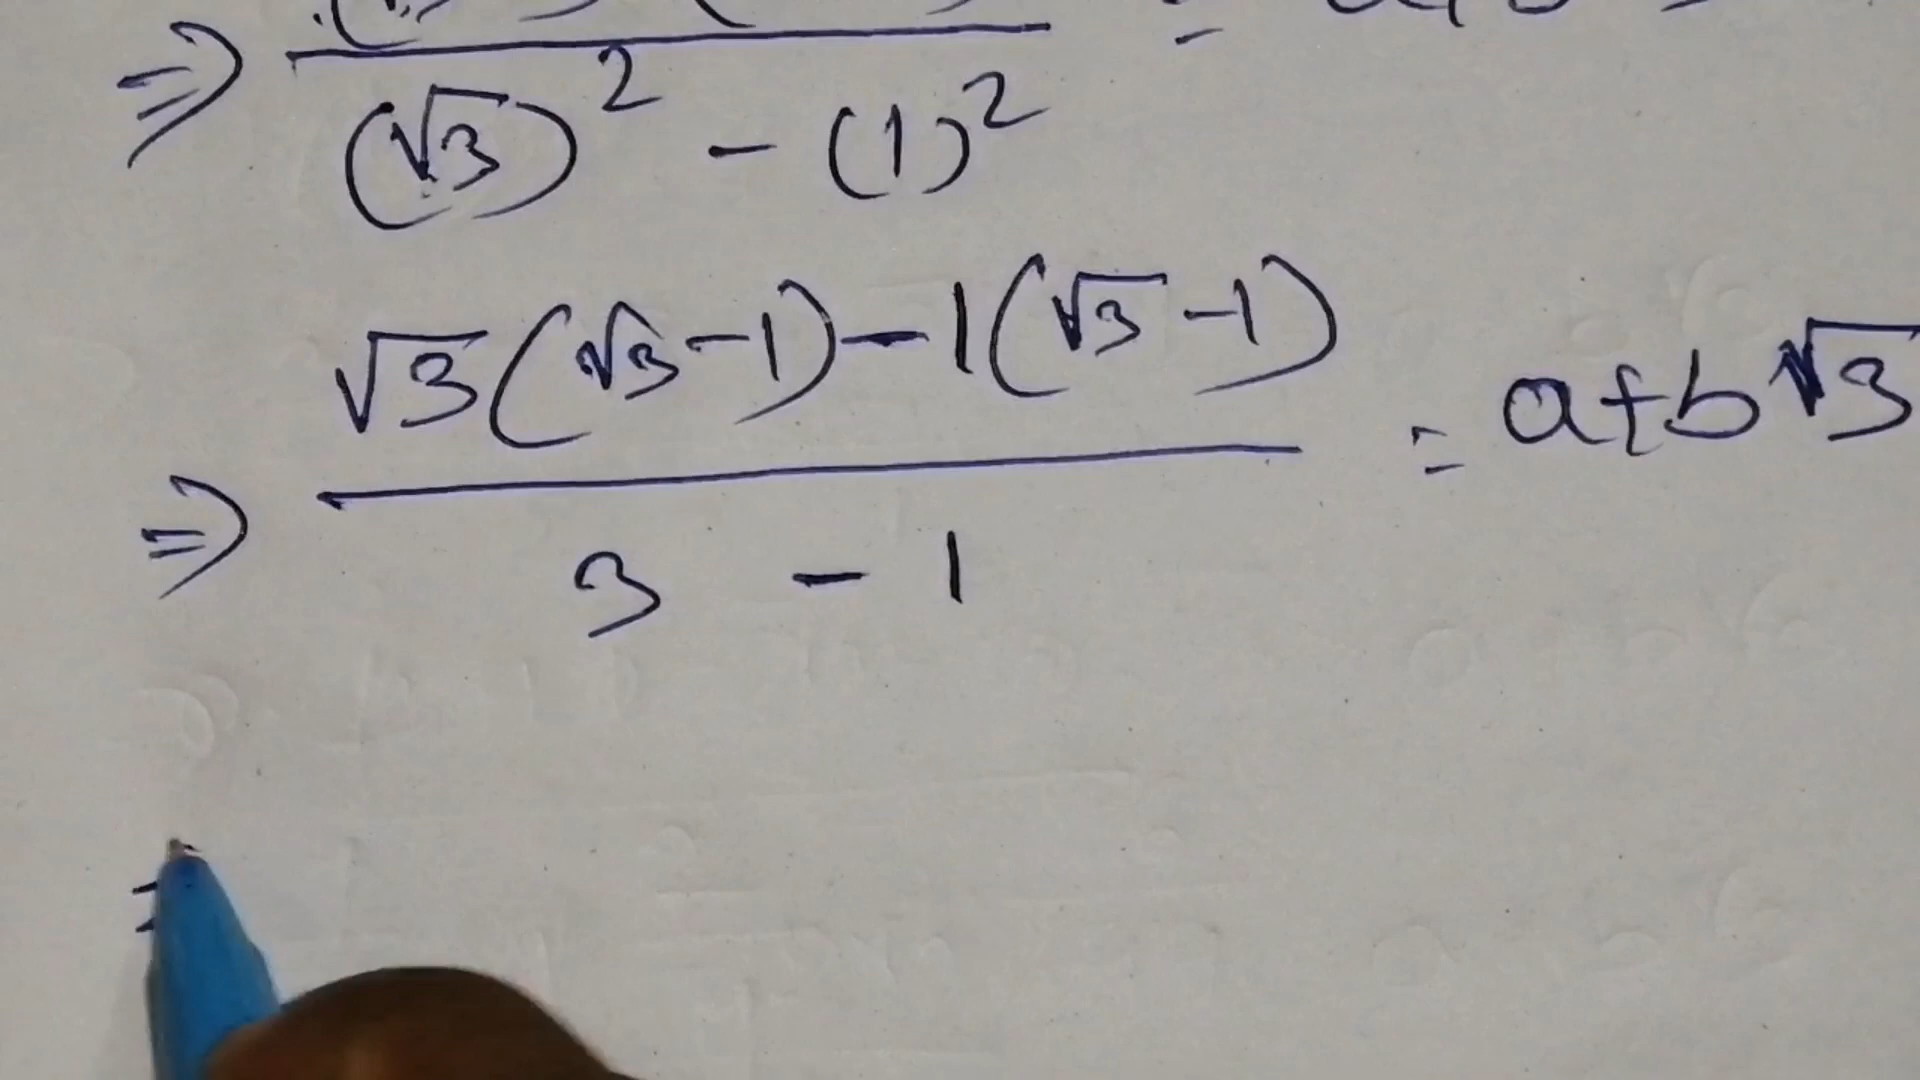 ⇒ (√3)² - (1)² =
√3(√3-1)-1(√3-1)
⇒ ――― = a+b√3
3 - 1
=